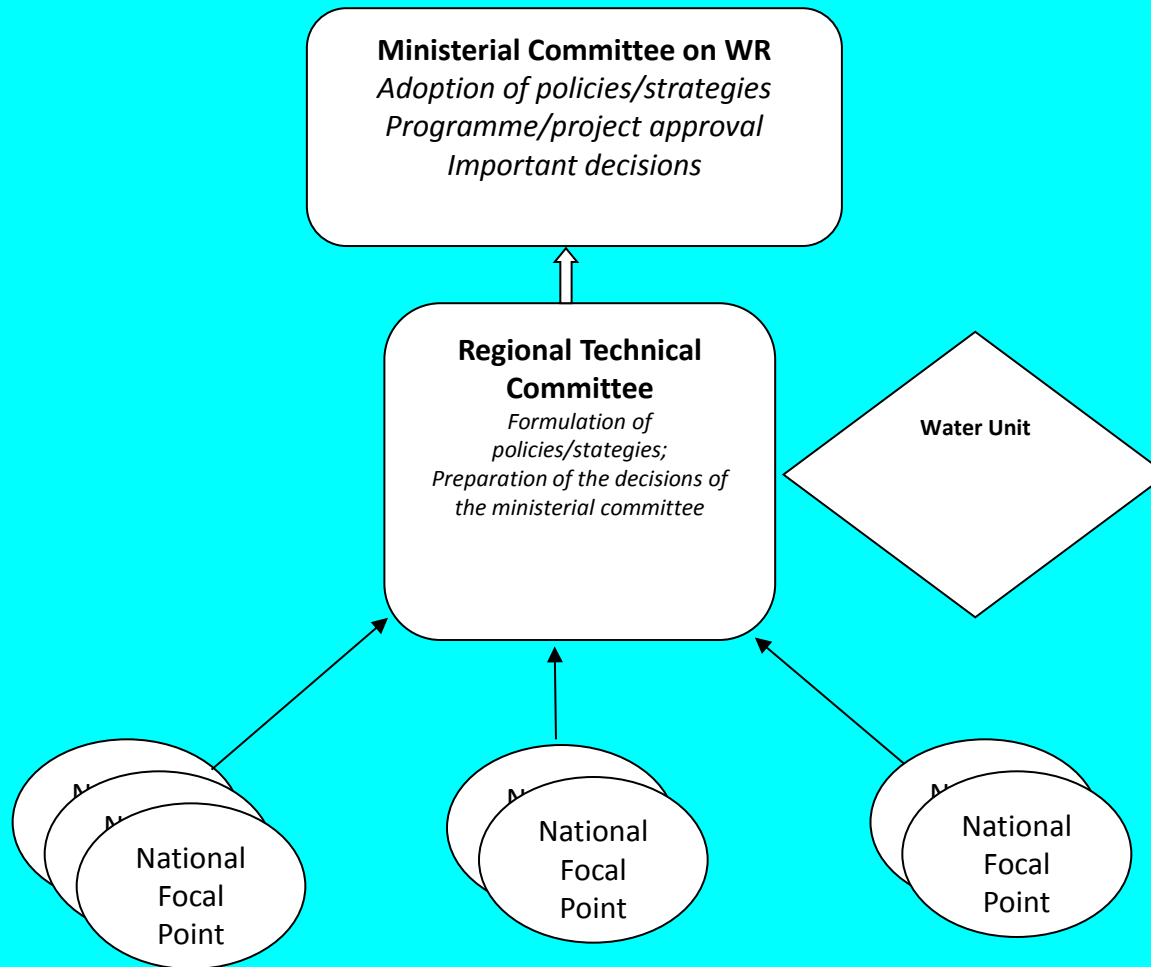 Ministerial Committee on WR
Adoption of policies/strategies
Programme/project approval
Important decisions
Regional Technical
Committee
Formulation of
policies/stategies;
Preparation of the decisions of
the ministerial committee
Water Unit
National
Focal
Point
National
Focal
Point
National
Focal
Point